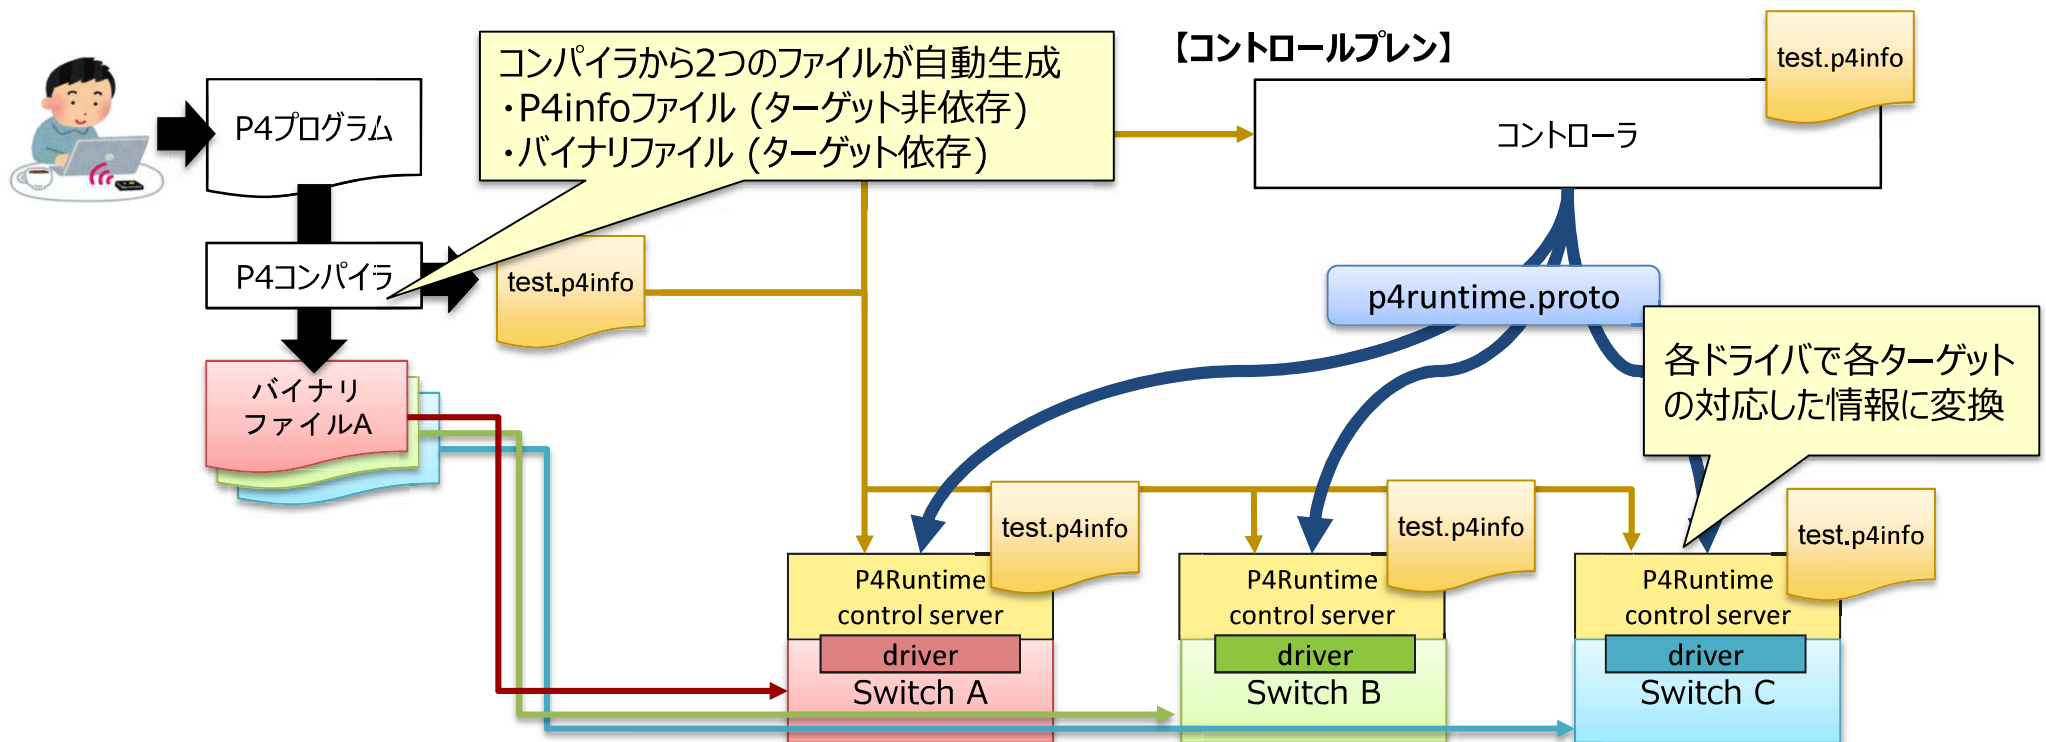 【コントロールプレン】
test.p4info
コンパイラから2つのファイルが自動生成
・P4infoファイル (ターゲット非依存)
・バイナリファイル (ターゲット依存)
P4プログラム
コントローラ
P4コンパイラ
test.p4info
p4runtime.proto
各ドライバで各ターゲット
の対応した情報に変換
バイナリ
ファイルA
test.p4info
test.p4info
test.p4info
P4Runtime
control server
driver
Switch A
P4Runtime
control server
driver
Switch B
P4Runtime
control server
driver
Switch C